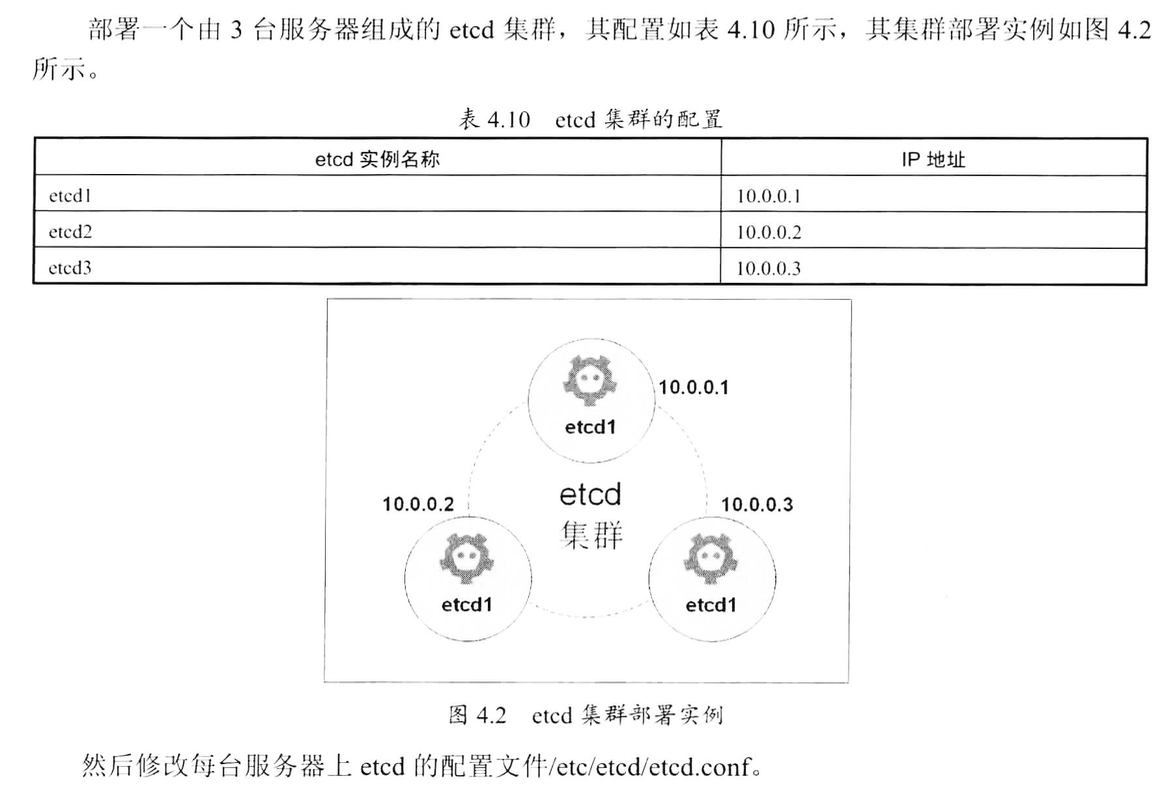 部署一个由 3 台服务器组成的 etcd 集群，其配置如表 4.10 所示，其集群部署实例如图 4.2
所示。
表 4.10 etcd 集群的配置
etcd 实例名称 IP 地址
etcd1 10.0.0.1
etcd2 10.0.0.2
etcd3 10.0.0.3
10.0.0.1
etcd1
etcd
集群
10.0.0.2
etcd1
10.0.0.3
etcd1
图 4.2 etcd 集群部署实例
然后修改每台服务器上 etcd 的配置文件/etc/etcd/etcd.conf。